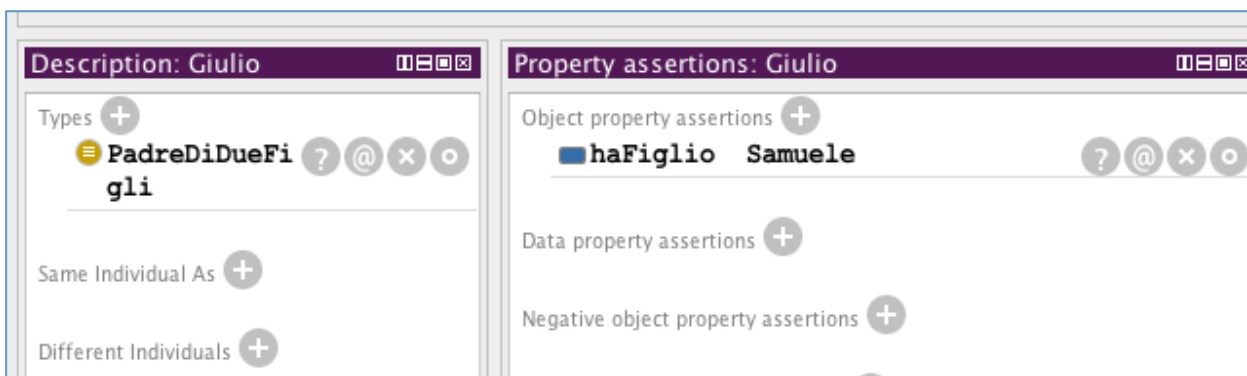 Description: Giulio
Types
PadreDiDueFi
gli
Same Individual As
Different Individuals
Property assertions: Giulio
Object property assertions
haFiglio Samuele
Data property assertions
Negative object property assertions